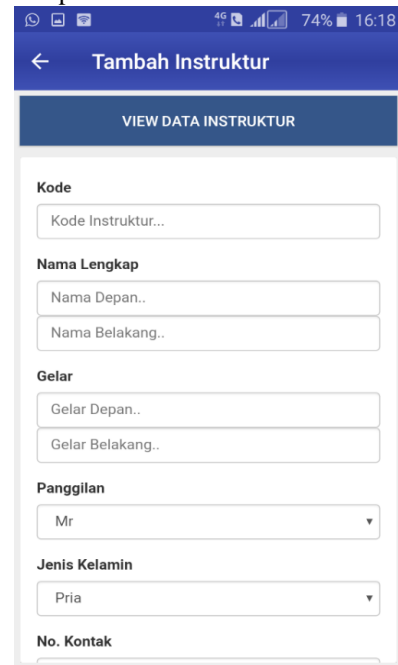 4G 74% 16:18
Tambah Instruktur
VIEW DATA INSTRUKTUR
Kode
Kode Instruktur...
Nama Lengkap
Nama Depan..
Nama Belakang..
Gelar
Gelar Depan..
Gelar Belakang..
Panggilan
Mr
Jenis Kelamin
Pria
No. Kontak